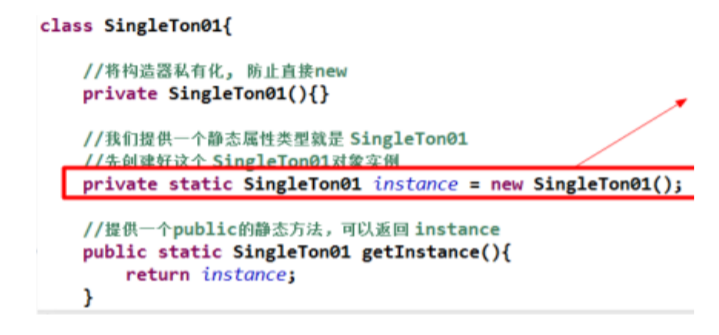 class SingleTon01{
//将构造器私有化, 防止直接new
private SingleTon01(){}
//我们提供一个静态属性类型就是 SingleTon01
//先创建好这个 SingleTon01对象实例
private static SingleTon01 instance = new SingleTon01();
//提供一个public的静态方法，可以返回 instance
public static SingleTon01 getInstance(){
return instance;
}